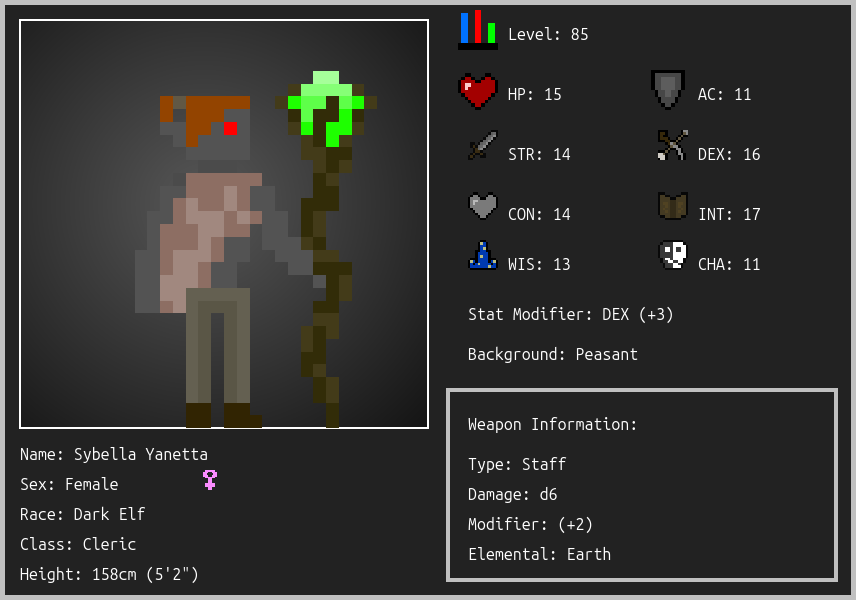 Level: 85
HP: 15
AC: 11
STR: 14
DEX: 16
CON: 14
INT: 17
WIS: 13
CHA: 11
Stat Modifier: DEX (+3)
Background: Peasant
Weapon Information:
Type: Staff
Damage: d6
Modifier: (+2)
Elemental: Earth
Name: Sybella Yanetta
Sex: Female
Race: Dark Elf
Class: Cleric
Height: 158cm (5'2")